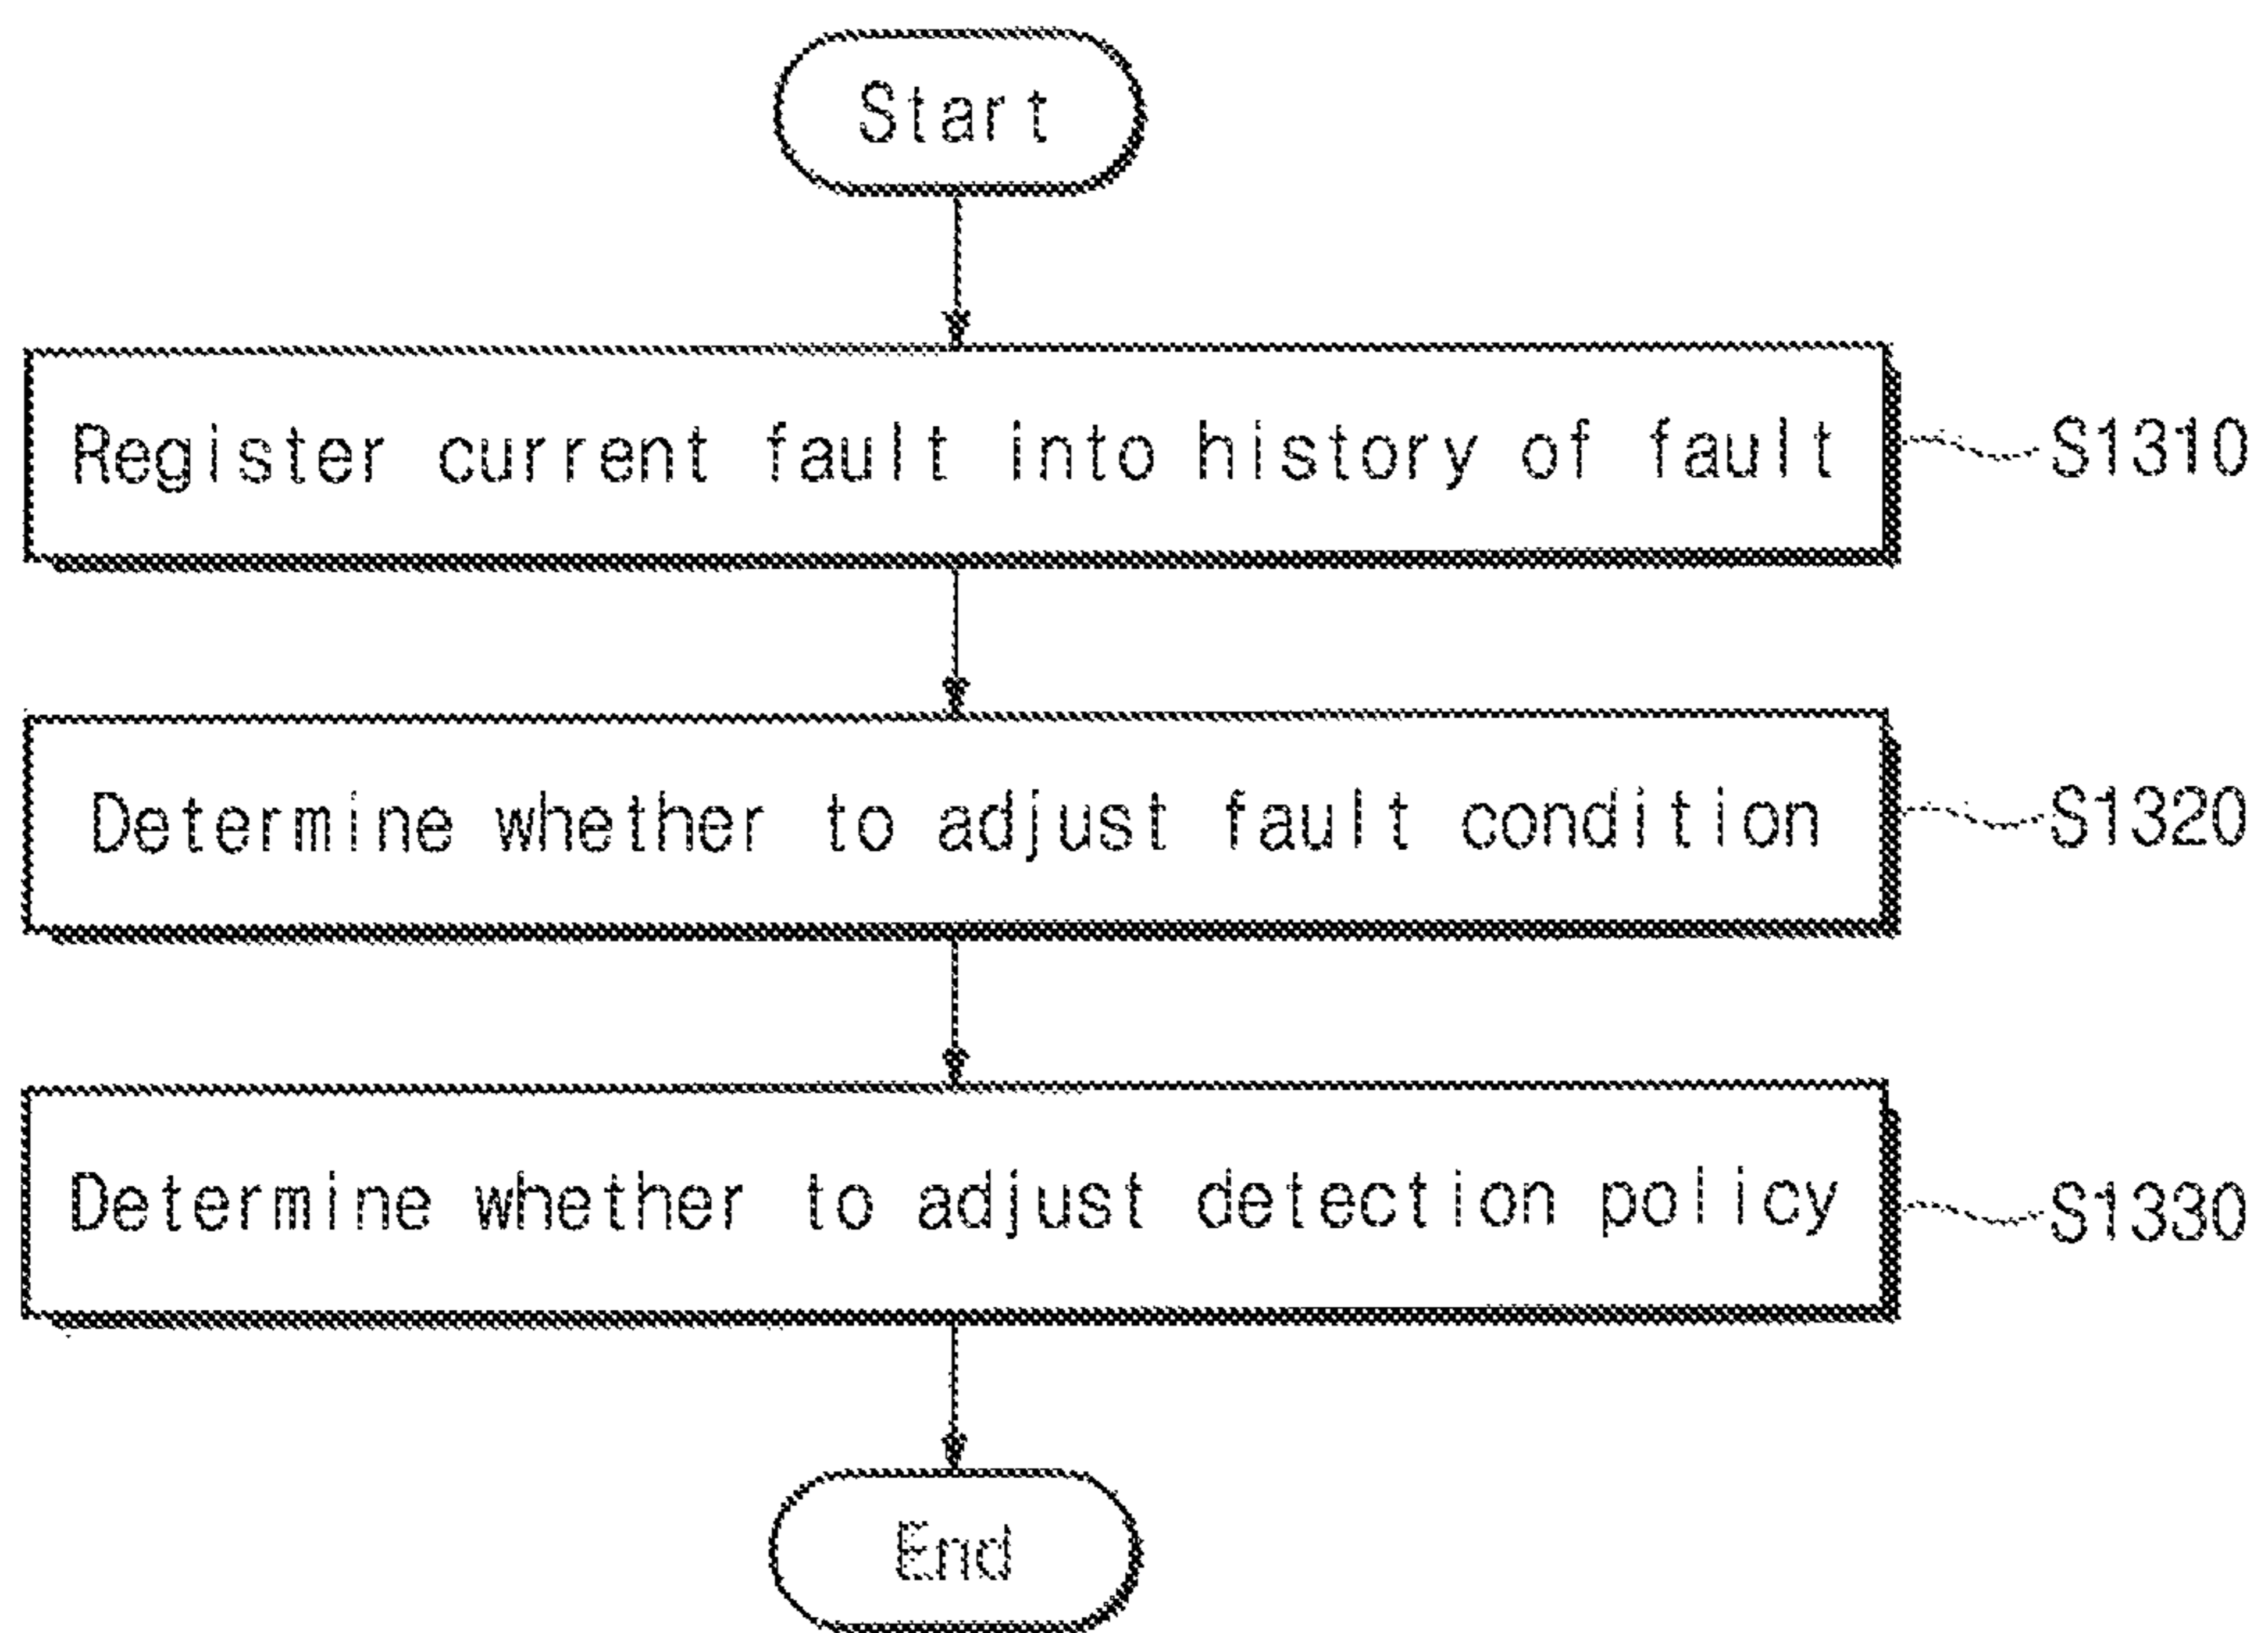 Start
Register current fault into history of fault
S1310
Determine whether to adjust fault condition
S1320
Determine whether to adjust detection policy
S1330
End